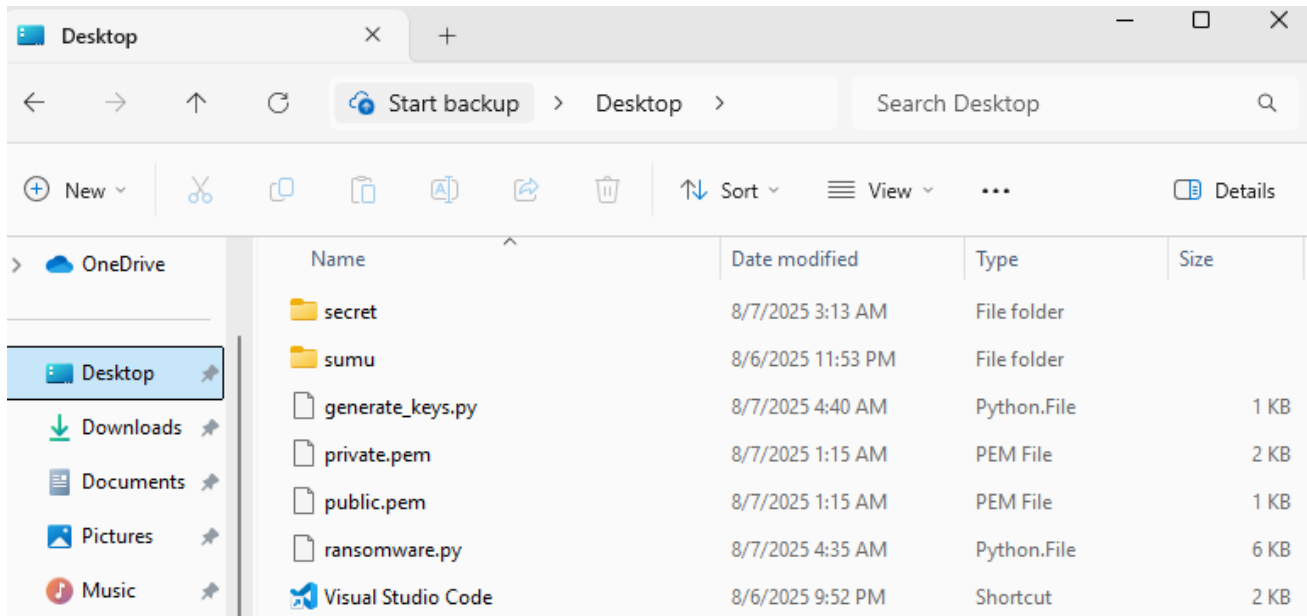 Desktop
Start backup > Desktop >
Search Desktop
New
Sort
View
Details
OneDrive
Desktop
Downloads
Documents
Pictures
Music
Name Date modified Type Size
secret 8/7/2025 3:13 AM File folder
sumu 8/6/2025 11:53 PM File folder
generate_keys.py 8/7/2025 4:40 AM Python.File 1 KB
private.pem 8/7/2025 1:15 AM PEM File 2 KB
public.pem 8/7/2025 1:15 AM PEM File 1 KB
ransomware.py 8/7/2025 4:35 AM Python.File 6 KB
Visual Studio Code 8/6/2025 9:52 PM Shortcut 2 KB